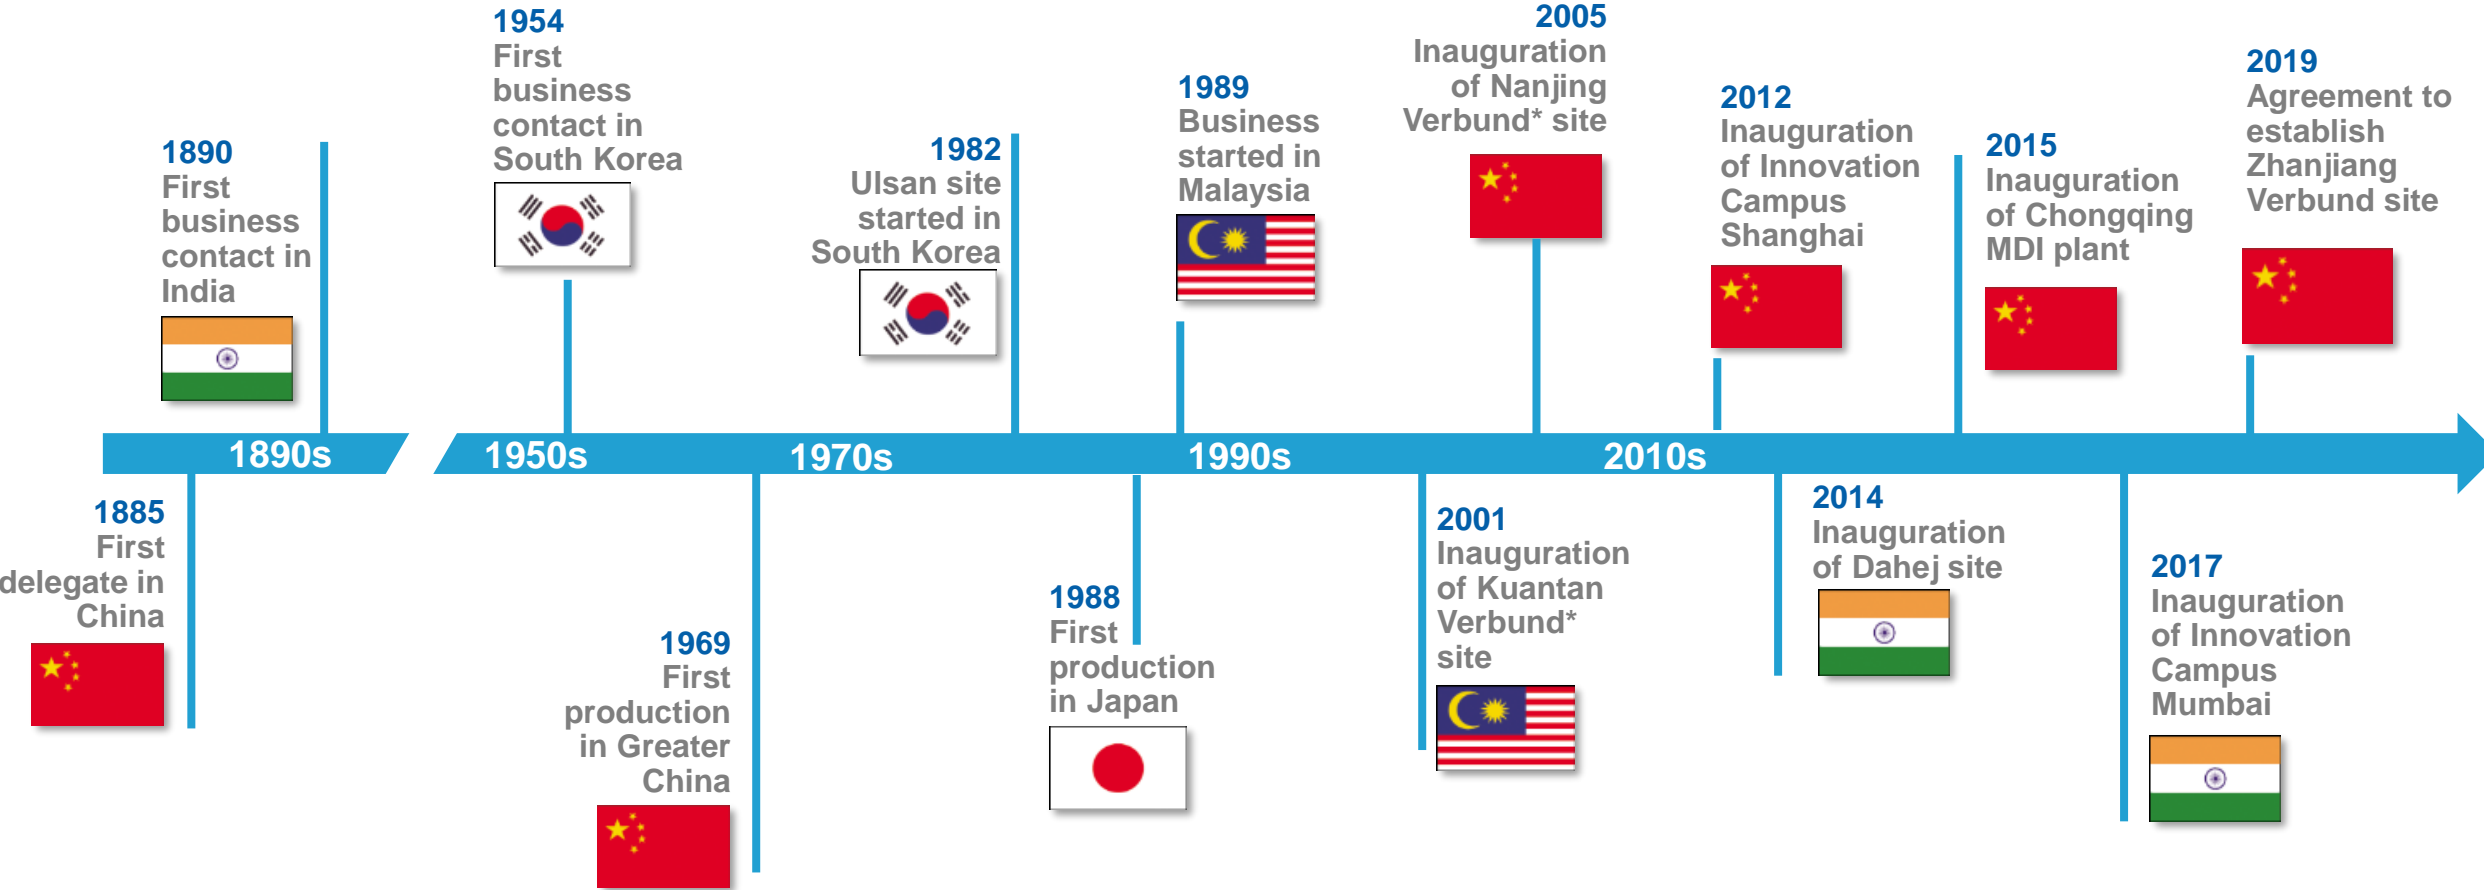 1954
First
business
contact in
South Korea
2005
Inauguration
of Nanjing
Verbund* site
2019
Agreement to
establish
Zhanjiang
Verbund site
1989
Business
started in
Malaysia
2012
Inauguration
of Innovation
Campus
Shanghai
1890
First
business
contact in
India
1982
Ulsan site
started in
South Korea
2015
Inauguration
of Chongqing
MDI plant
1890s
1950s
1970s
1990s
2010s
1885
First
delegate in
China
1969
First
production
in Greater
China
1988
First
production
in Japan
2001
Inauguration
of Kuantan
Verbund*
site
2014
Inauguration
of Dahej site
2017
Inauguration
of Innovation
Campus
Mumbai